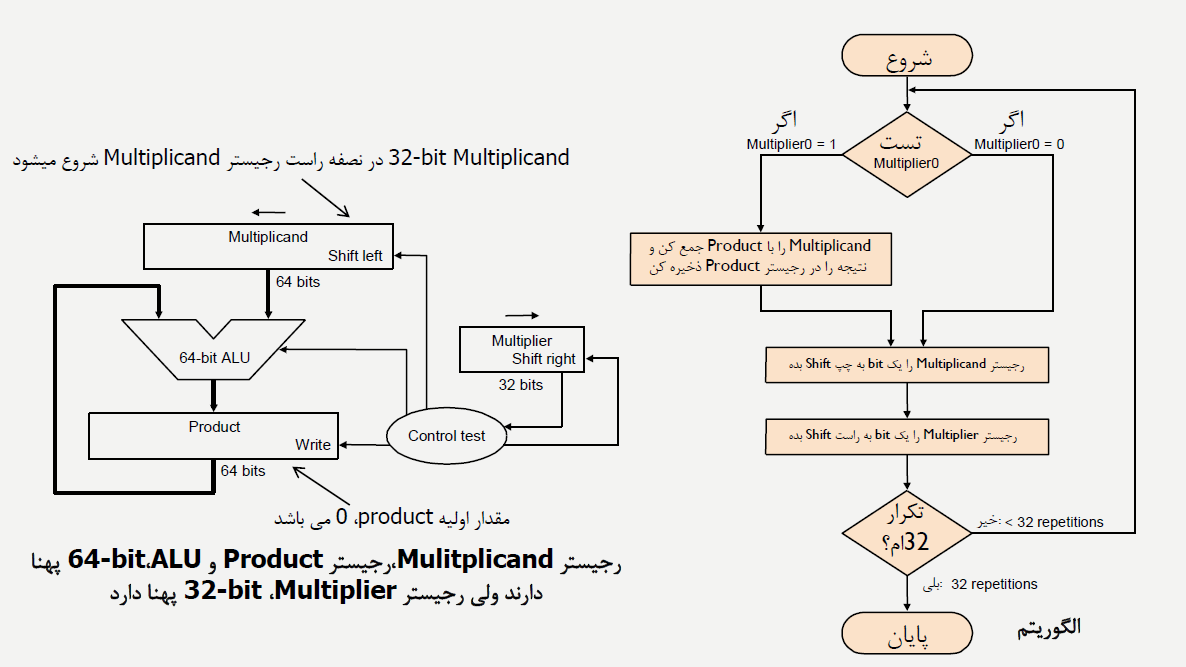 32-bit Multiplicand در نصفه راست رجیستر Multiplicand شروع میشود
Multiplicand
Shift left
64 bits
64-bit ALU
Multiplier
Shift right
32 bits
Control test
Product
Write
64 bits
مقدار اولیه product، 0 می باشد
رجیستر Mulitplicand،رجیستر Product و ALU،64-bit پهنا
دارند ولی رجیستر Multiplier، 32-bit پهنا دارد
شروع
اگر
Multiplier0 = 1
تست
Multiplier0
اگر
Multiplier0 = 0
Multiplicand را با Product جمع کن و
نتیجه را در رجیستر Product ذخیره کن
رجیستر Multiplicand را یک bit به چپ Shift بده
رجیستر Multiplier را یک bit به راست Shift بده
تکرار
32ام؟
خیر: < 32 repetitions
بلی: 32 repetitions
پایان
الگوریتم